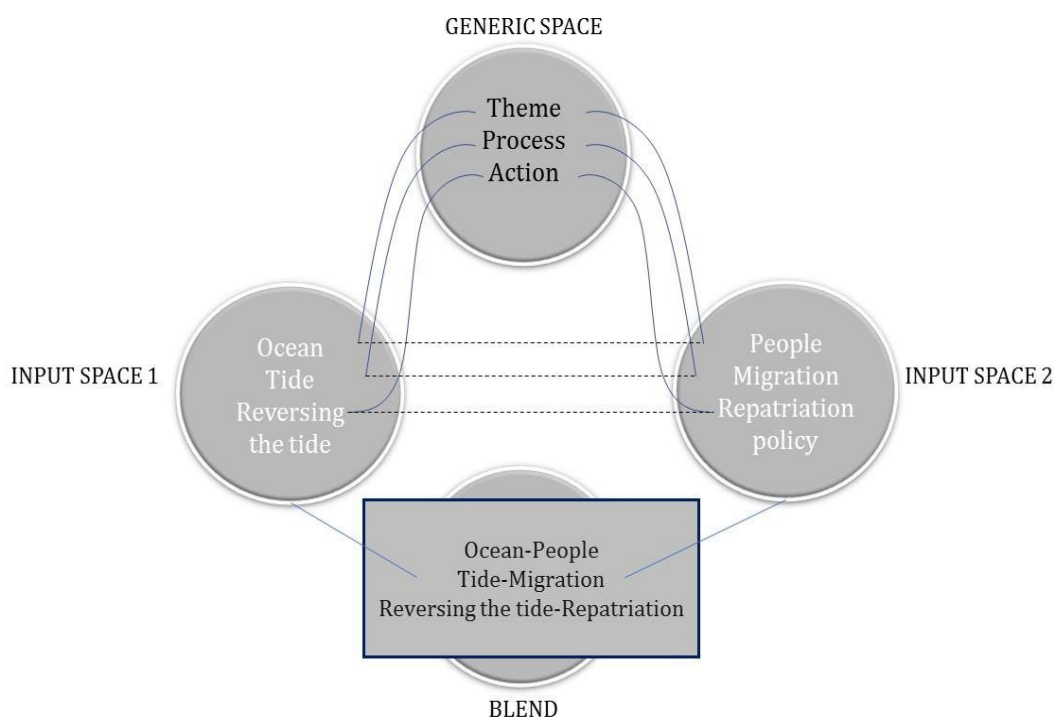 GENERIC SPACE
Theme
Process
Action
INPUT SPACE 1
Ocean
Tide
Reversing
the tide
People
Migration
Repatriation
policy
INPUT SPACE 2
Ocean-People
Tide-Migration
Reversing the tide-Repatriation
BLEND